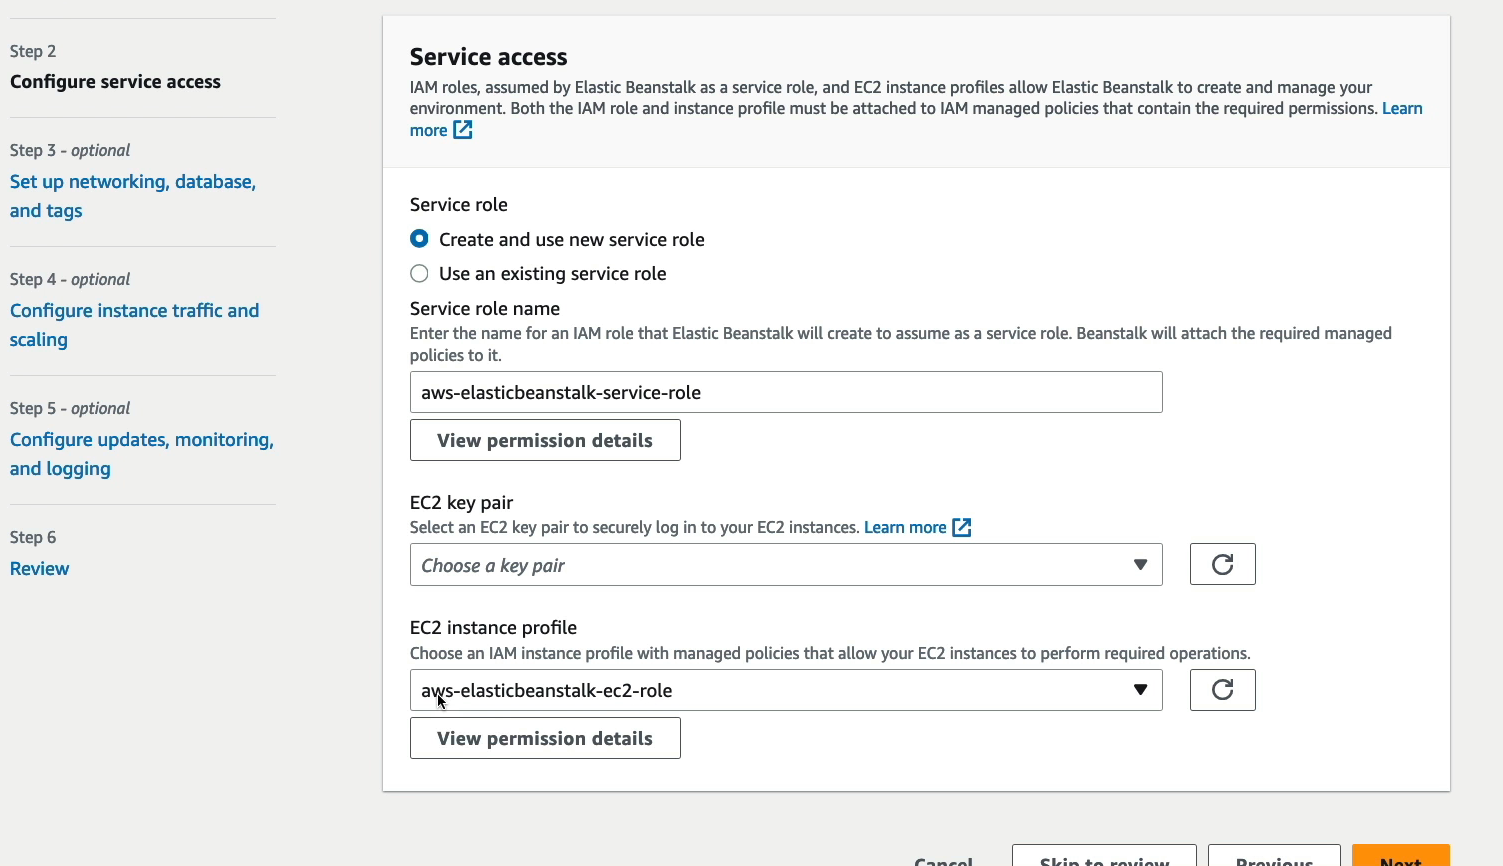 Step 2
Configure service access
Step 3 - optional
Set up networking, database,
and tags
Step 4 - optional
Configure instance traffic and
scaling
Step 5 - optional
Configure updates, monitoring,
and logging
Step 6
Review
Service access
IAM roles, assumed by Elastic Beanstalk as a service role, and EC2 instance profiles allow Elastic Beanstalk to create and manage your
environment. Both the IAM role and instance profile must be attached to IAM managed policies that contain the required permissions. Learn
more
Service role
Create and use new service role
Use an existing service role
Service role name
Enter the name for an IAM role that Elastic Beanstalk will create to assume as a service role. Beanstalk will attach the required managed
policies to it.
aws-elasticbeanstalk-service-role
View permission details
EC2 key pair
Select an EC2 key pair to securely log in to your EC2 instances. Learn more
Choose a key pair
EC2 instance profile
Choose an IAM instance profile with managed policies that allow your EC2 instances to perform required operations.
aws-elasticbeanstalk-ec2-role
View permission details
Cancel Skip to review Previous Next